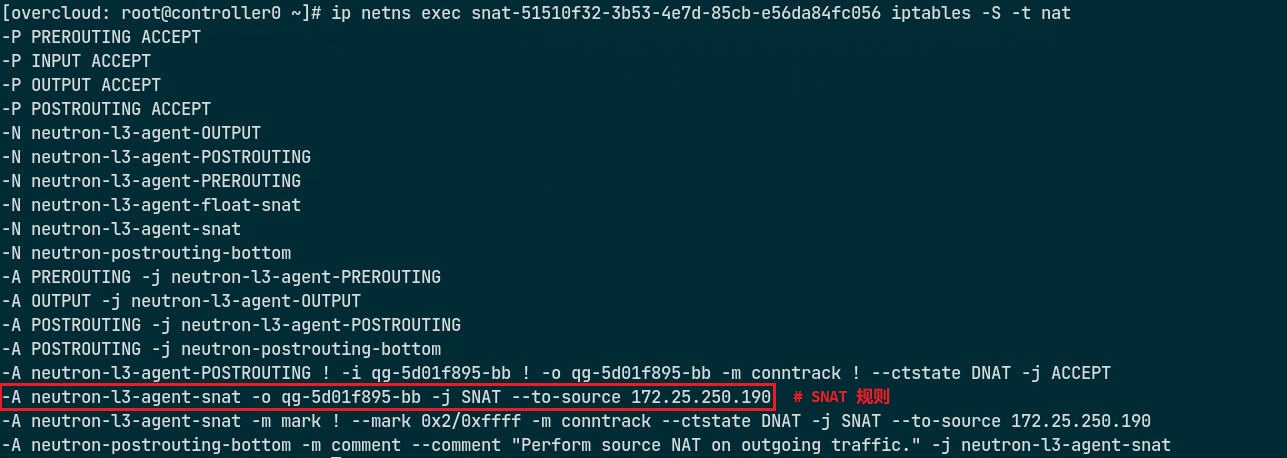 [overcloud: root@controller0 ~]# ip netns exec snat-51510f32-3b53-4e7d-85cb-e56da84fc056 iptables -S -t nat
-P PREROUTING ACCEPT
-P INPUT ACCEPT
-P OUTPUT ACCEPT
-P POSTROUTING ACCEPT
-N neutron-l3-agent-OUTPUT
-N neutron-l3-agent-POSTROUTING
-N neutron-l3-agent-PREROUTING
-N neutron-l3-agent-float-snat
-N neutron-l3-agent-snat
-N neutron-postrouting-bottom
-A PREROUTING -j neutron-l3-agent-PREROUTING
-A OUTPUT -j neutron-l3-agent-OUTPUT
-A POSTROUTING -j neutron-l3-agent-POSTROUTING
-A POSTROUTING -j neutron-postrouting-bottom
-A neutron-l3-agent-POSTROUTING ! -i qg-5d01f895-bb ! -o qg-5d01f895-bb -m conntrack ! --ctstate DNAT -j ACCEPT
-A neutron-l3-agent-snat -o qg-5d01f895-bb -j SNAT --to-source 172.25.250.190 # SNAT 规则
-A neutron-l3-agent-snat -m mark ! --mark 0x2/0xffff -m conntrack --ctstate DNAT -j SNAT --to-source 172.25.250.190
-A neutron-postrouting-bottom -m comment --comment "Perform source NAT on outgoing traffic." -j neutron-l3-agent-snat